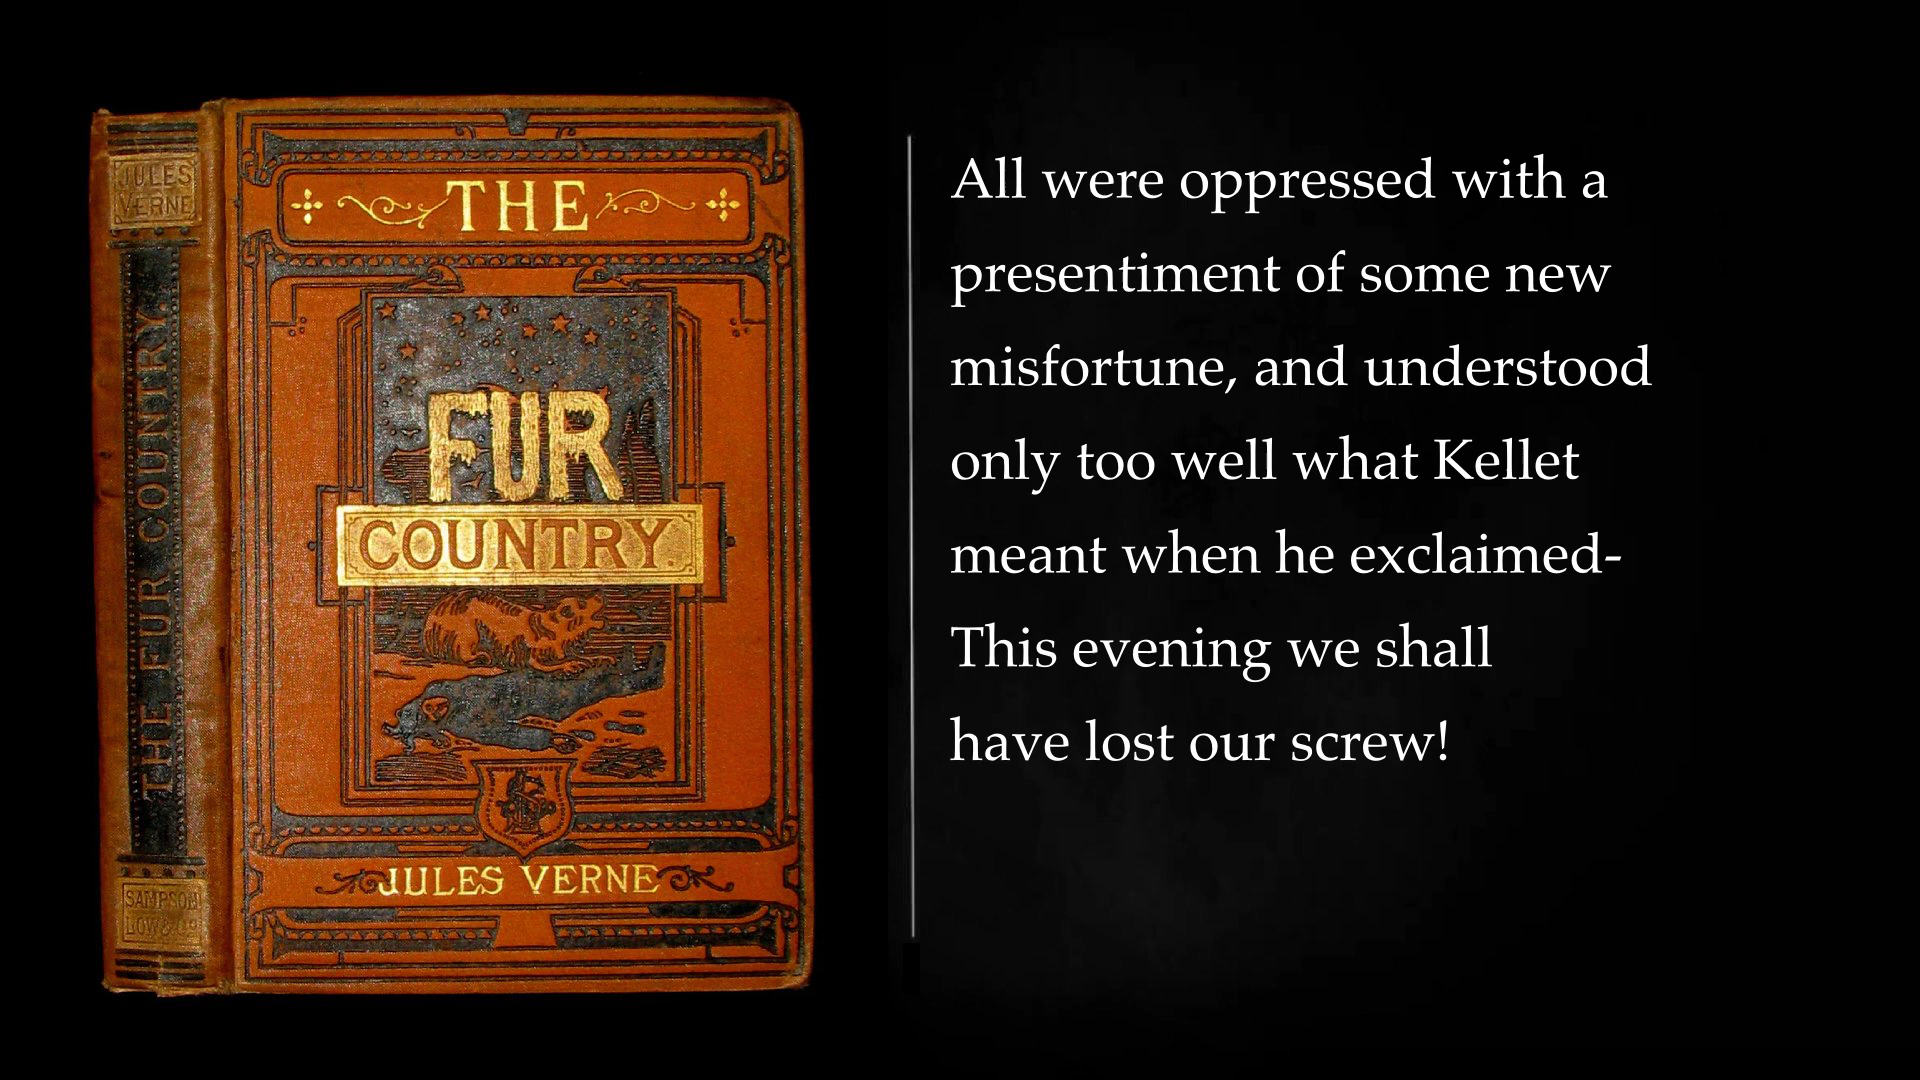 JULES
VERNE
THE FUR COUNTRY.
SAMPSON
LOW & Co
THE
FUR
COUNTRY.
JULES VERNE
All were oppressed with a
presentiment of some new
misfortune, and understood
only too well what Kellet
meant when he exclaimed-
This evening we shall
have lost our screw!